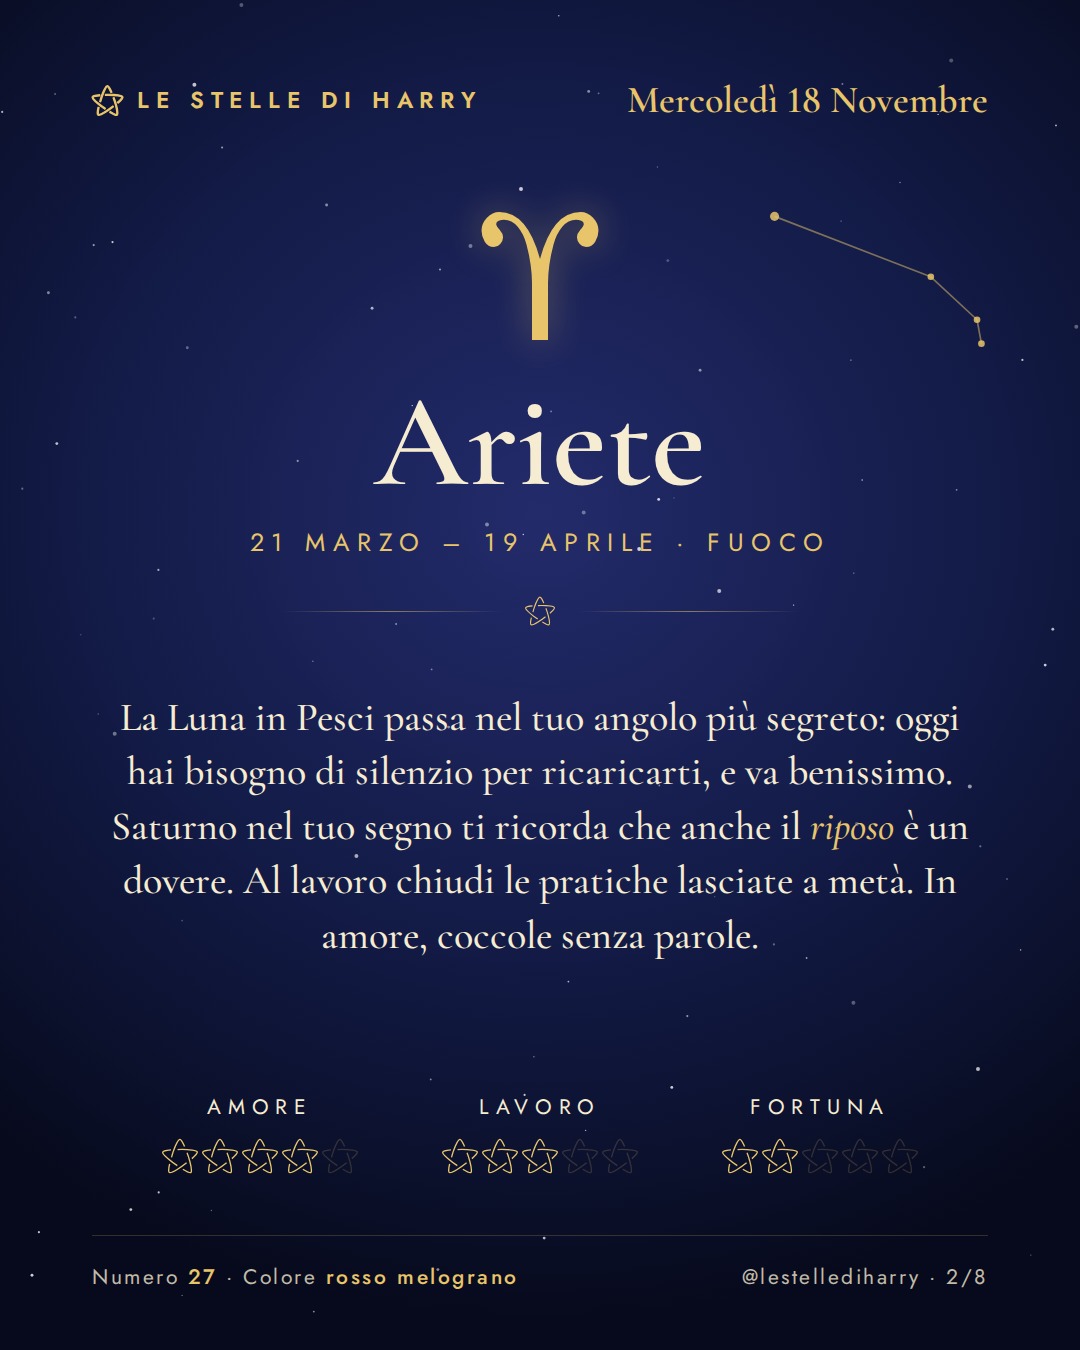 LE STELLE DI HARRY
Mercoledì 18 Novembre
Ariete
21 MARZO – 19 APRILE · FUOCO
La Luna in Pesci passa nel tuo angolo più segreto: oggi
hai bisogno di silenzio per ricaricarti, e va benissimo.
Saturno nel tuo segno ti ricorda che anche il riposo è un
dovere. Al lavoro chiudi le pratiche lasciate a metà. In
amore, coccole senza parole.
AMORE
LAVORO
FORTUNA
Numero 27 · Colore rosso melograno
@lestellediharry · 2/8